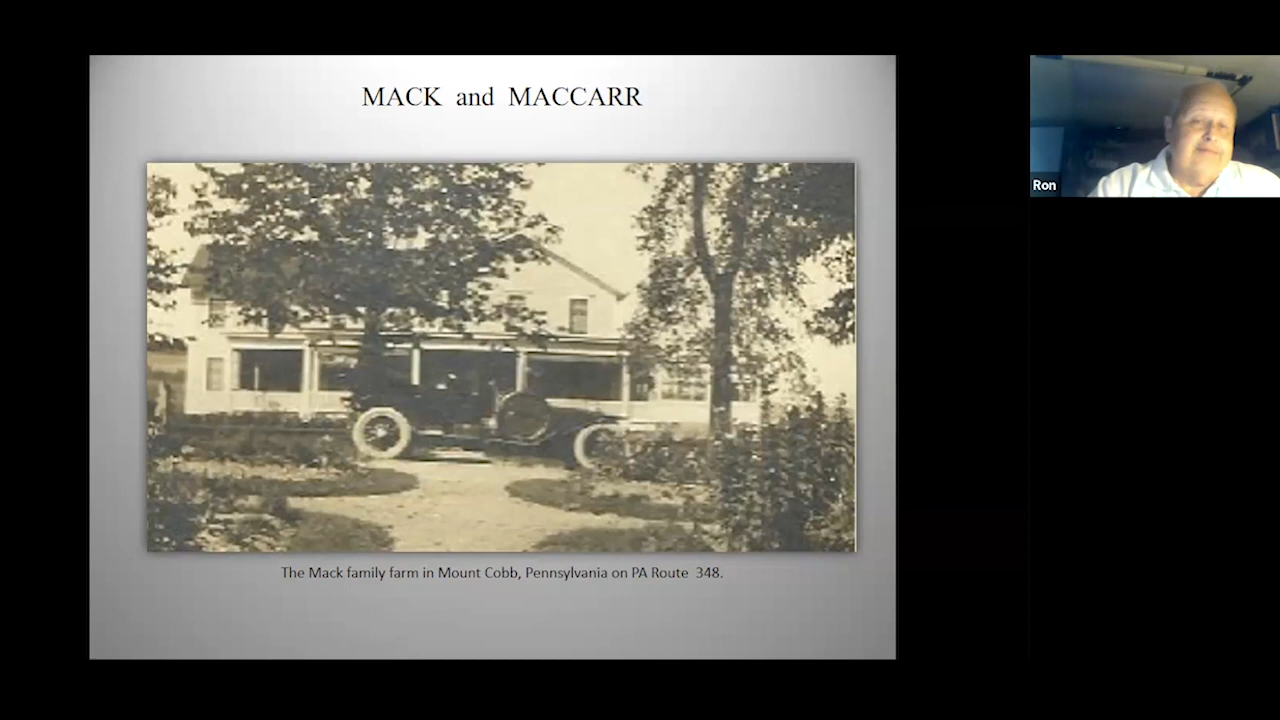 MACK and MACCARR
Ron
The Mack family farm in Mount Cobb, Pennsylvania on PA Route 348.